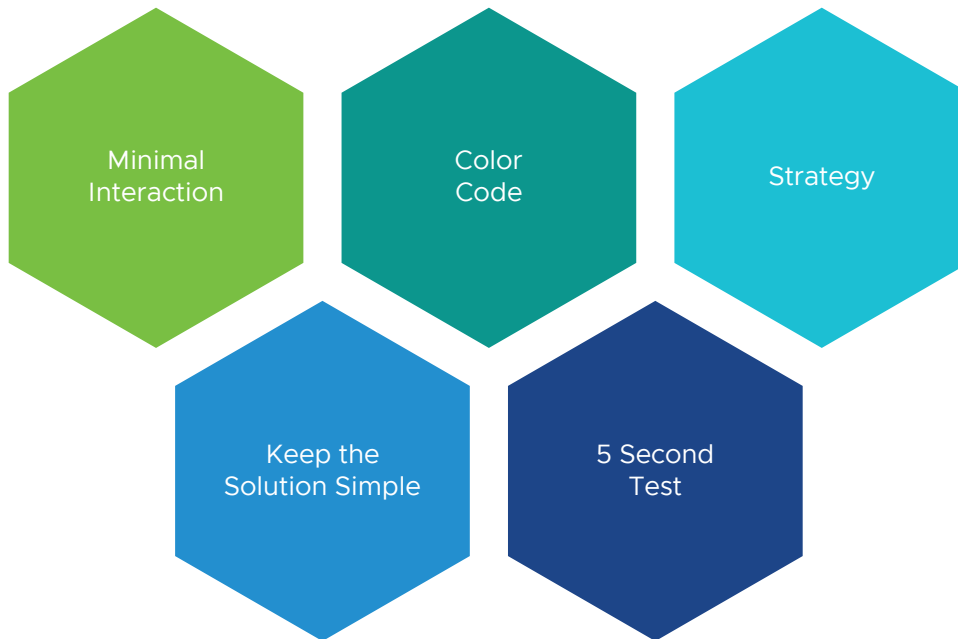 Minimal
Interaction
Color
Code
Strategy
Keep the
Solution Simple
5 Second
Test